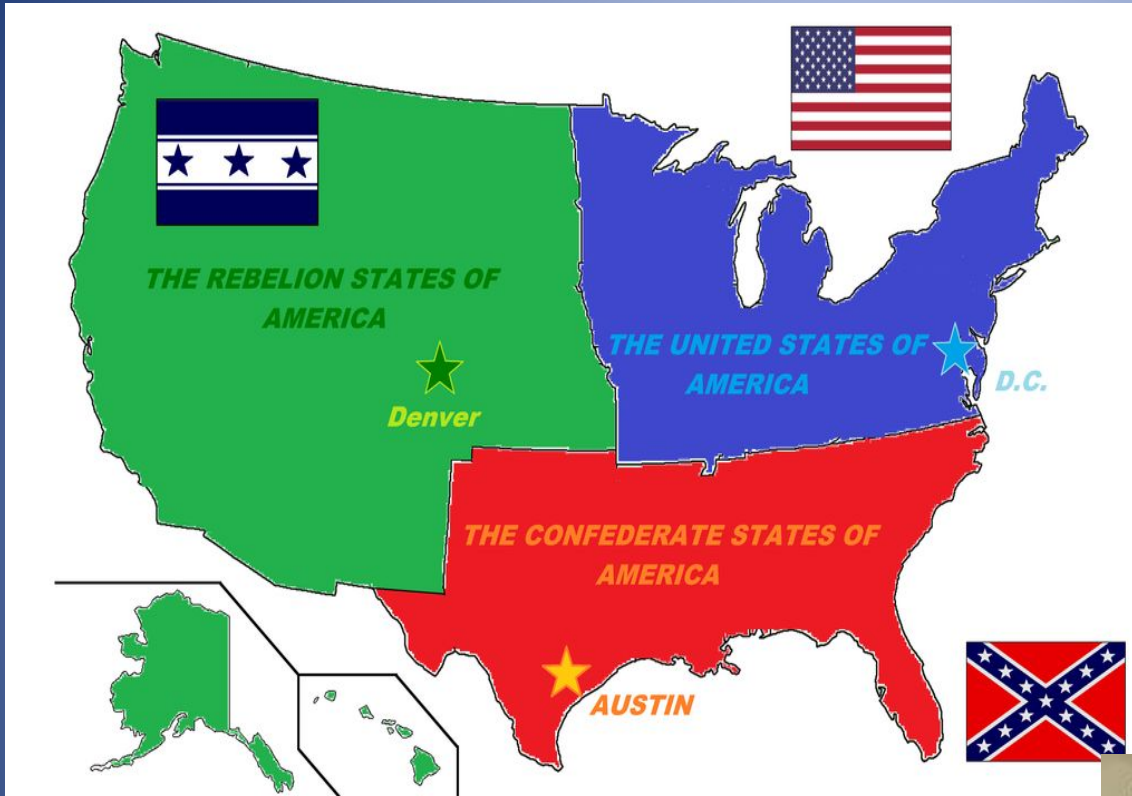 THE REBELION STATES OF
AMERICA
Denver
THE UNITED STATES OF
AMERICA
D.C.
THE CONFEDERATE STATES OF
AMERICA
AUSTIN